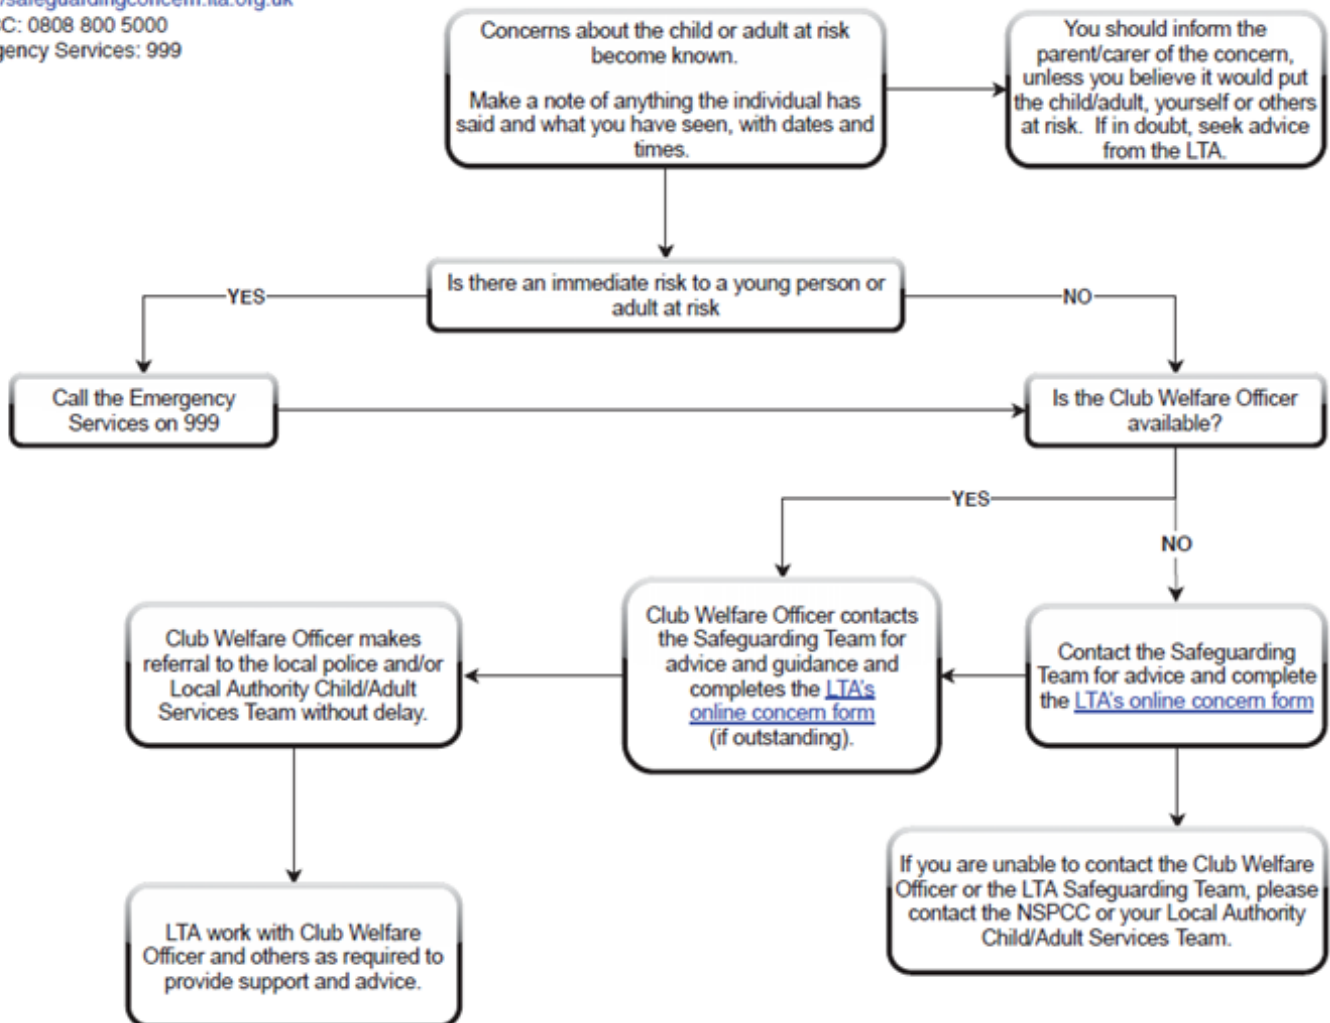 /safeguardingconcern.lta.org.uk
C: 0808 800 5000
Services: 999
Concerns about the child or adult at risk
become known.
Make a note of anything the individual has
said and what you have seen, with dates and
times.
You should inform the
parent/carer of the concern,
unless you believe it would put
the child/adult, yourself or others
at risk. If in doubt, seek advice
from the LTA.
Is there an immediate risk to a young person or
adult at risk
YES
NO
Call the Emergency
Services on 999
Is the Club Welfare Officer
available?
YES
NO
Club Welfare Officer makes
referral to the local police and/or
Local Authority Child/Adult
Services Team without delay.
Club Welfare Officer contacts
the Safeguarding Team for
advice and guidance and
completes the LTA's
online concern form
(if outstanding).
Contact the Safeguarding
Team for advice and complete
the LTA's online concern form
LTA work with Club Welfare
Officer and others as required to
provide support and advice.
If you are unable to contact the Club Welfare
Officer or the LTA Safeguarding Team, please
contact the NSPCC or your Local Authority
Child/Adult Services Team.